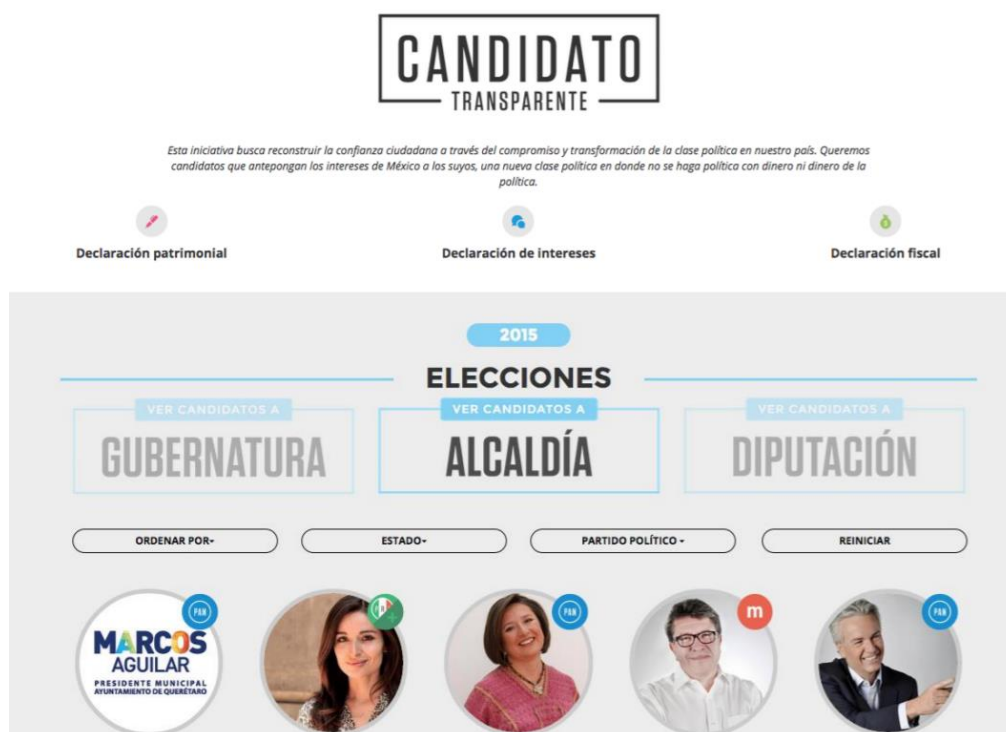 CANDIDATO
TRANSPARENTE
Esta iniciativa busca reconstruir la confianza ciudadana a través del compromiso y transformación de la clase política en nuestro país. Queremos
candidatos que antepongan los intereses de México a los suyos, una nueva clase política en donde no se haga política con dinero ni dinero de la
política.
Declaración patrimonial
Declaración de intereses
Declaración fiscal
2015
ELECCIONES
VER CANDIDATOS A
GUBERNATURA
VER CANDIDATOS A
ALCALDÍA
VER CANDIDATOS A
DIPUTACIÓN
ORDENAR POR
ESTADO
PARTIDO POLÍTICO
REINICIAR
PAN
MARCOS
AGUILAR
PRESIDENTE MUNICIPAL
AYUNTAMIENTO DE QUERÉTARO
PAN
m
PAN